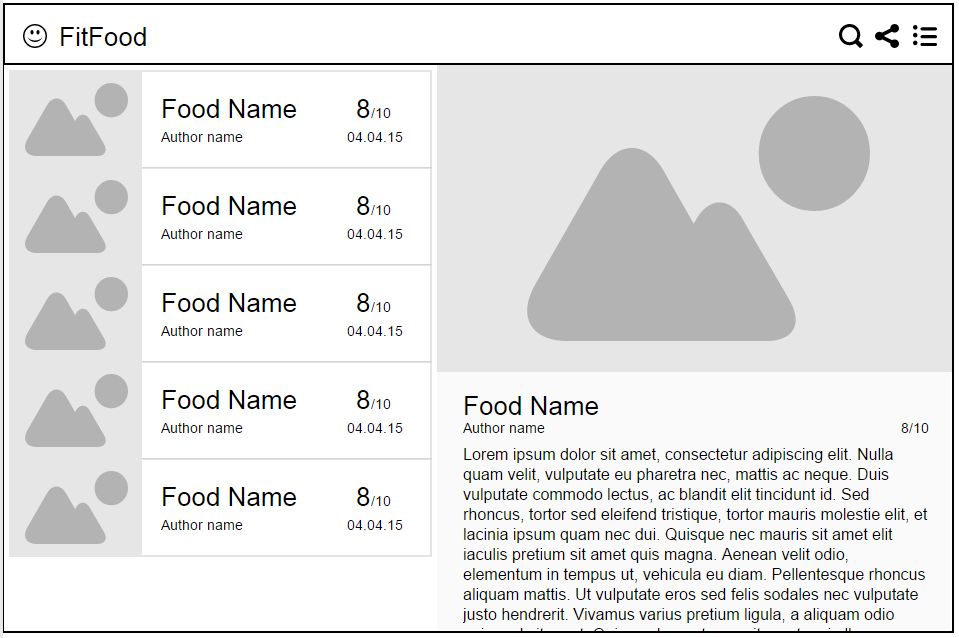 FitFood
Food Name 8/10
Author name 04.04.15
Food Name 8/10
Author name 04.04.15
Food Name 8/10
Author name 04.04.15
Food Name 8/10
Author name 04.04.15
Food Name 8/10
Author name 04.04.15
Food Name
Author name 8/10
Lorem ipsum dolor sit amet, consectetur adipiscing elit. Nulla
quam velit, vulputate eu pharetra nec, mattis ac neque. Duis
vulputate commodo lectus, ac blandit elit tincidunt id. Sed
rhoncus, tortor sed eleifend tristique, tortor mauris molestie elit, et
lacinia ipsum quam nec dui. Quisque nec mauris sit amet elit
iaculis pretium sit amet quis magna. Aenean velit odio,
elementum in tempus ut, vehicula eu diam. Pellentesque rhoncus
aliquam mattis. Ut vulputate eros sed felis sodales nec vulputate
justo hendrerit. Vivamus varius pretium ligula, a aliquam odio